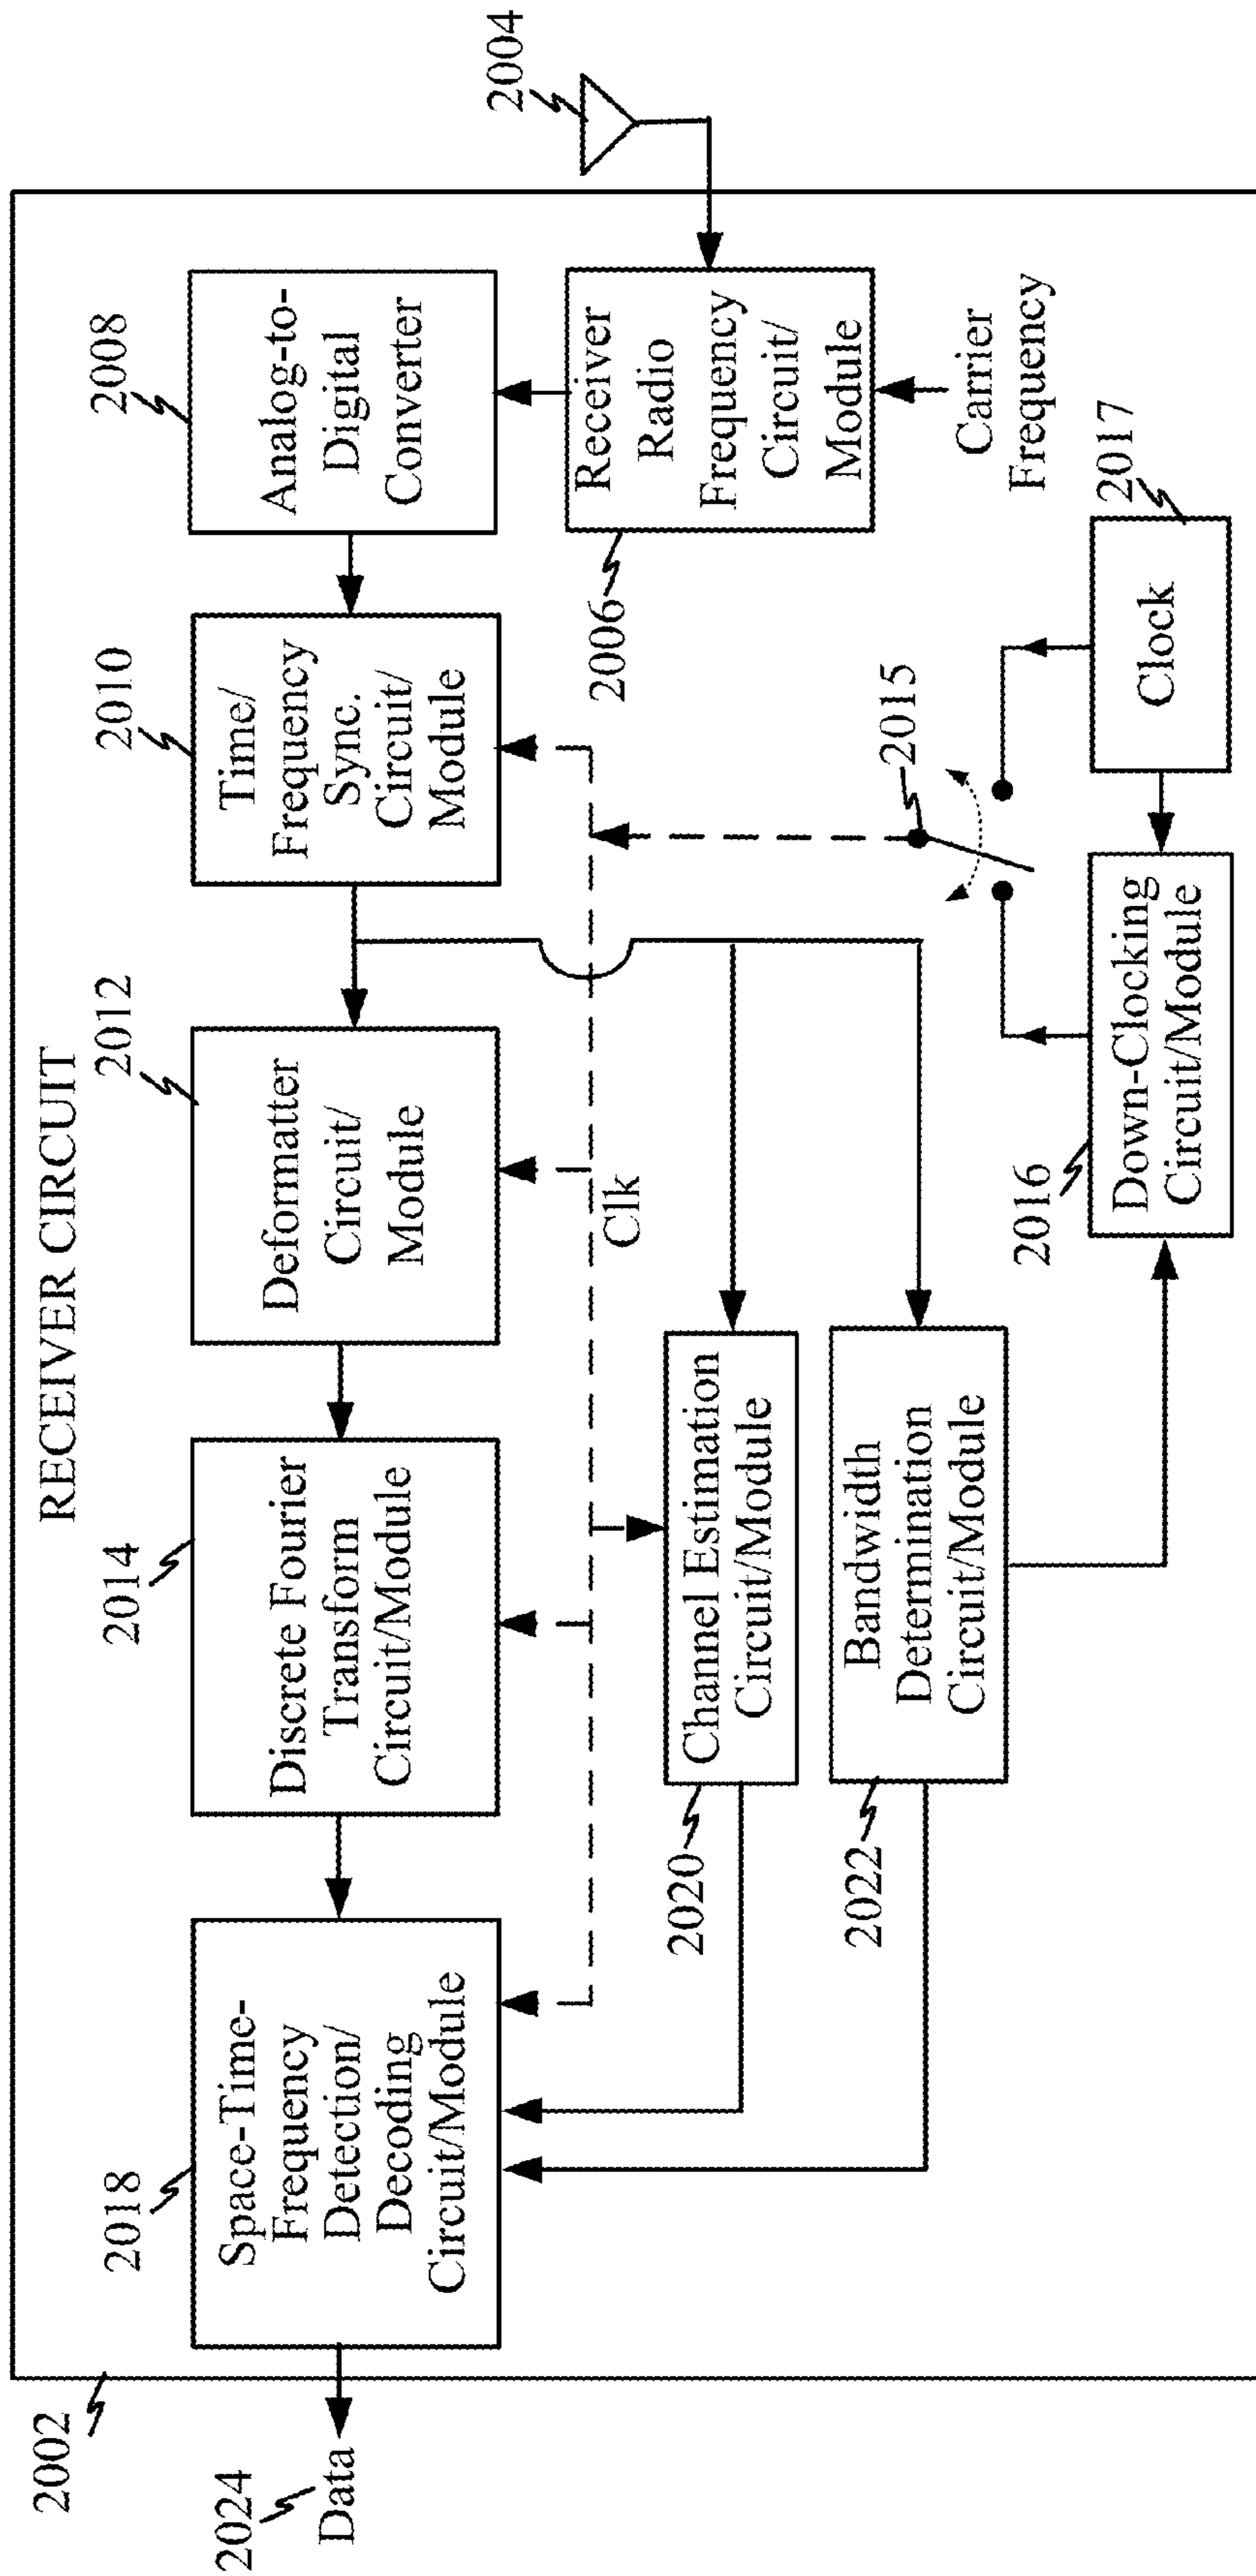 RECEIVER CIRCUIT
2002
2024
Data
2018
Space-Time-
Frequency
Detection/
Decoding
Circuit/Module
2014
Discrete Fourier
Transform
Circuit/Module
2012
Deformatter
Circuit/
Module
2010
Time/
Frequency
Sync.
Circuit/
Module
2008
Analog-to-
Digital
Converter
2004
2006
Receiver
Radio
Frequency
Circuit/
Module
Carrier
Frequency
Clk
2020
Channel Estimation
Circuit/Module
2022
Bandwidth
Determination
Circuit/Module
2015
2016
Down-Clocking
Circuit/Module
2017
Clock